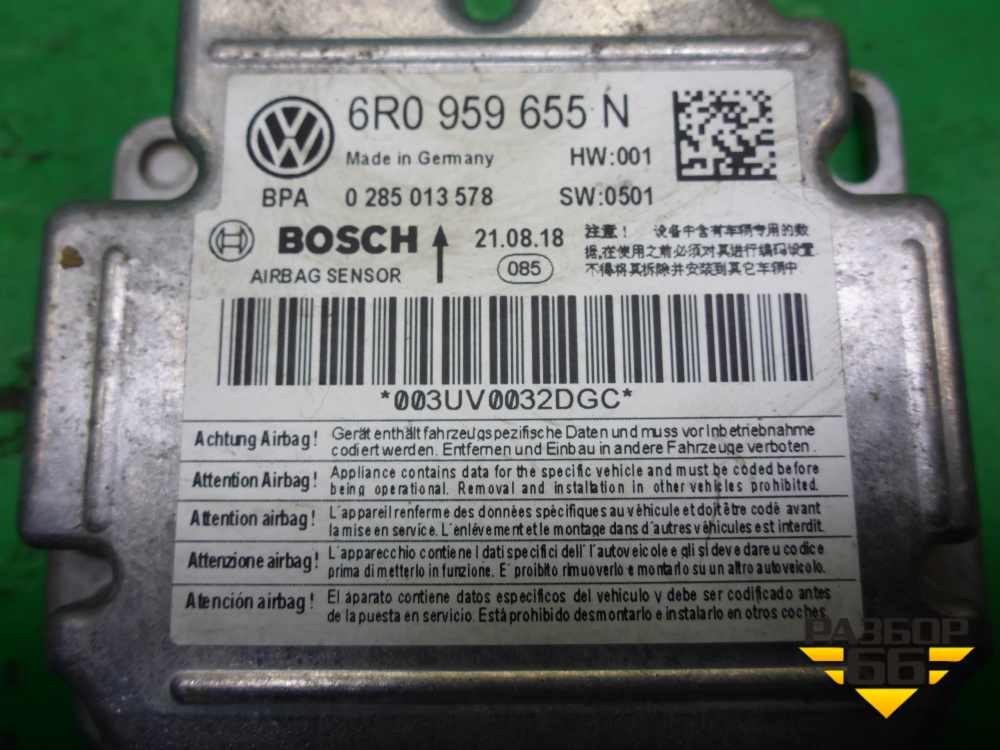 6R0 959 655 N
Made in Germany HW:001
BPA 0 285 013 578 SW:0501
BOSCH 21.08.18
AIRBAG SENSOR 085
注意! 设备中含有车辆专用的数
据,在使用之前必须对其进行编码设置
不得将其拆除并安装到其它车辆中
*003UV0032DGC*
Achtung Airbag! Gerät enthält fahrzeugspezifische Daten und muss vor Inbetriebnahme
codiert werden. Entfernen und Einbau in andere Fahrzeuge verboten.
Attention Airbag! Appliance contains data for the specific vehicle and must be coded before
being operational. Removal and installation in other vehicles prohibited.
Attention airbag! L'appareil renferme des données spécifiques au véhicule et doit être codé avant
la mise en service. L'enlèvement et le montage dans d'autres véhicules est interdit.
Attenzione airbag! L'apparecchio contiene I dati specifici dell'l'autoveicole e gli si deve dare u codice
prima di metterlo in funzione. E' proibito rimuoverlo e montarlo su un altro autoveicolo.
Atención airbag! El aparato contiene datos especificos del vehiculo y debe ser codificado antes
de la puesta en servicio. Está prohibido desmontarlo e instalarlo en otros coches.
РАЗБОР
66